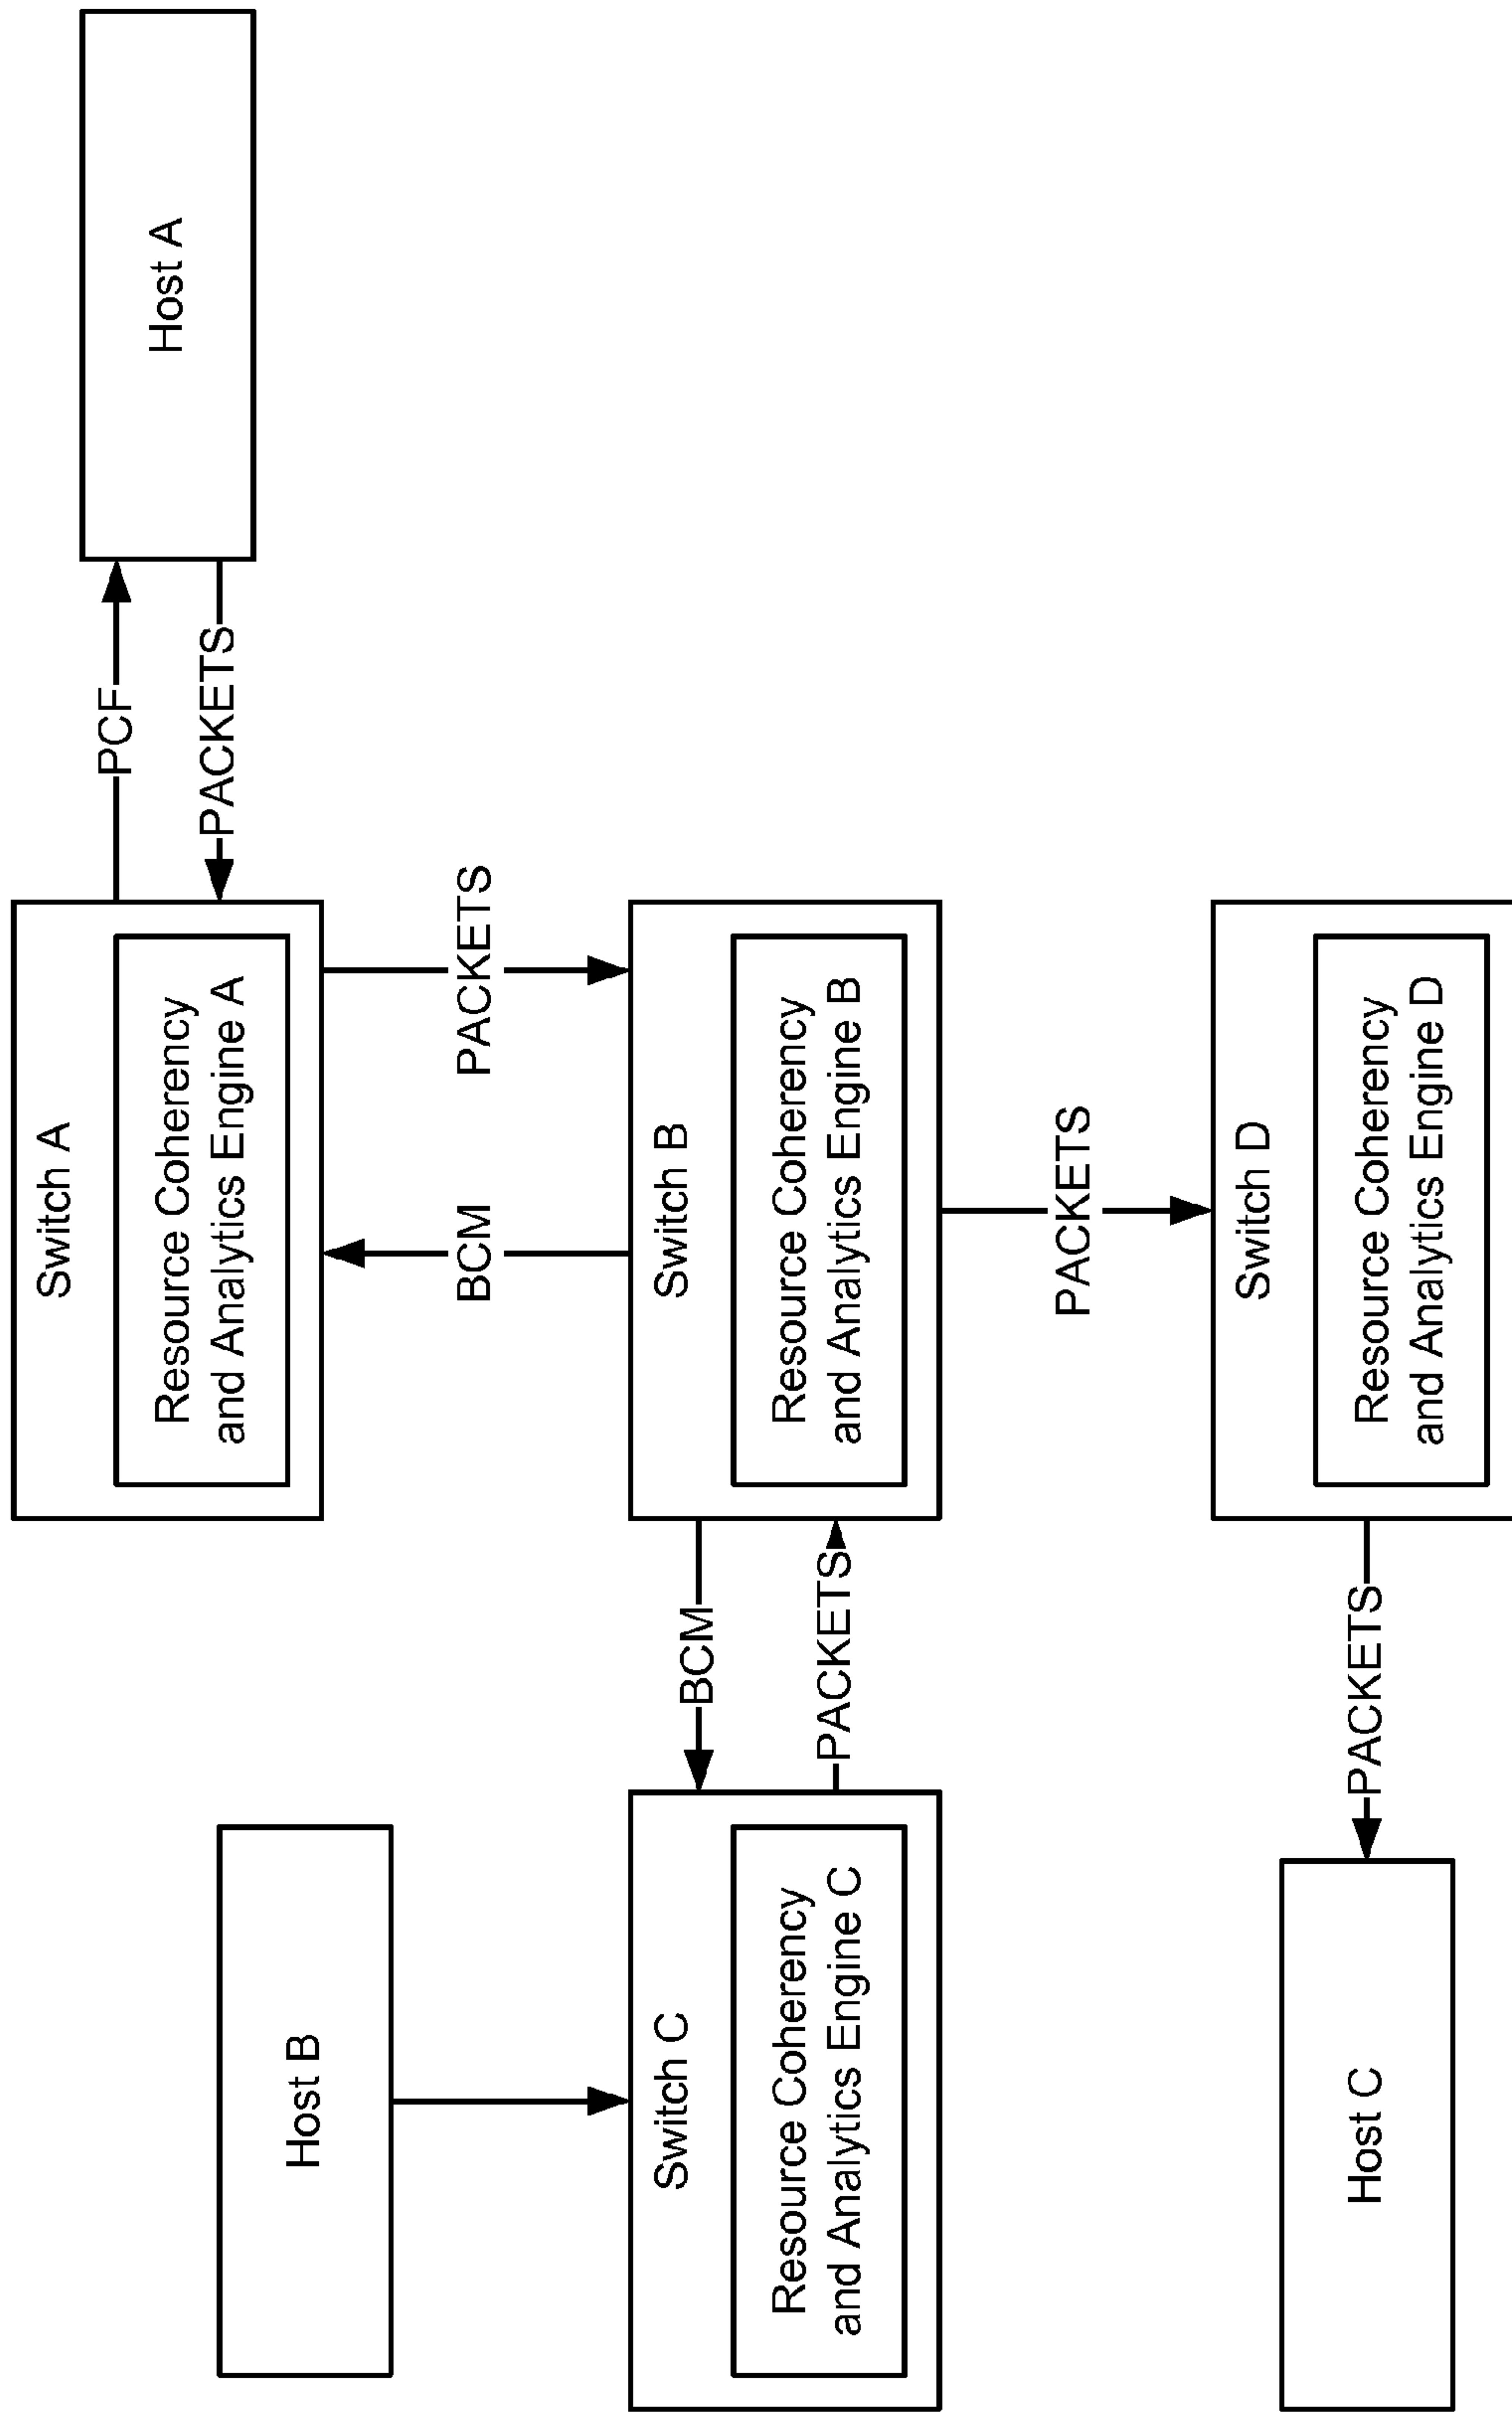 Switch A
PCF
Host A
Resource Coherency
and Analytics Engine A
PACKETS
Host B
BCM
PACKETS
Switch C
Resource Coherency
and Analytics Engine C
BCM
PACKETS
Switch B
Resource Coherency
and Analytics Engine B
PACKETS
Host C
PACKETS
Switch D
Resource Coherency
and Analytics Engine D